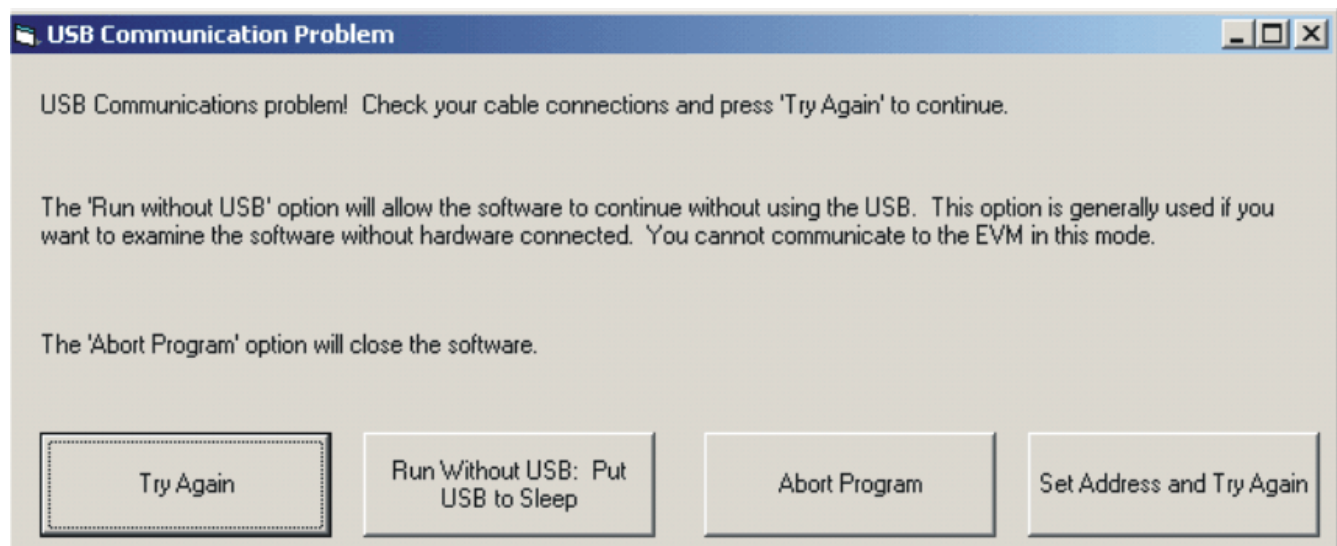 USB Communication Problem
USB Communications problem!  Check your cable connections and press 'Try Again' to continue.
The 'Run without USB' option will allow the software to continue without using the USB.  This option is generally used if you
want to examine the software without hardware connected.  You cannot communicate to the EVM in this mode.
The 'Abort Program' option will close the software.
Try Again
Run Without USB:  Put
USB to Sleep
Abort Program
Set Address and Try Again